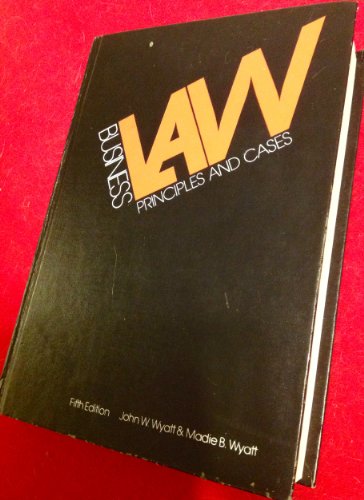 BUSINESS
LAW
PRINCIPLES AND CASES
Fifth Edition John W. Wyatt & Madie B. Wyatt